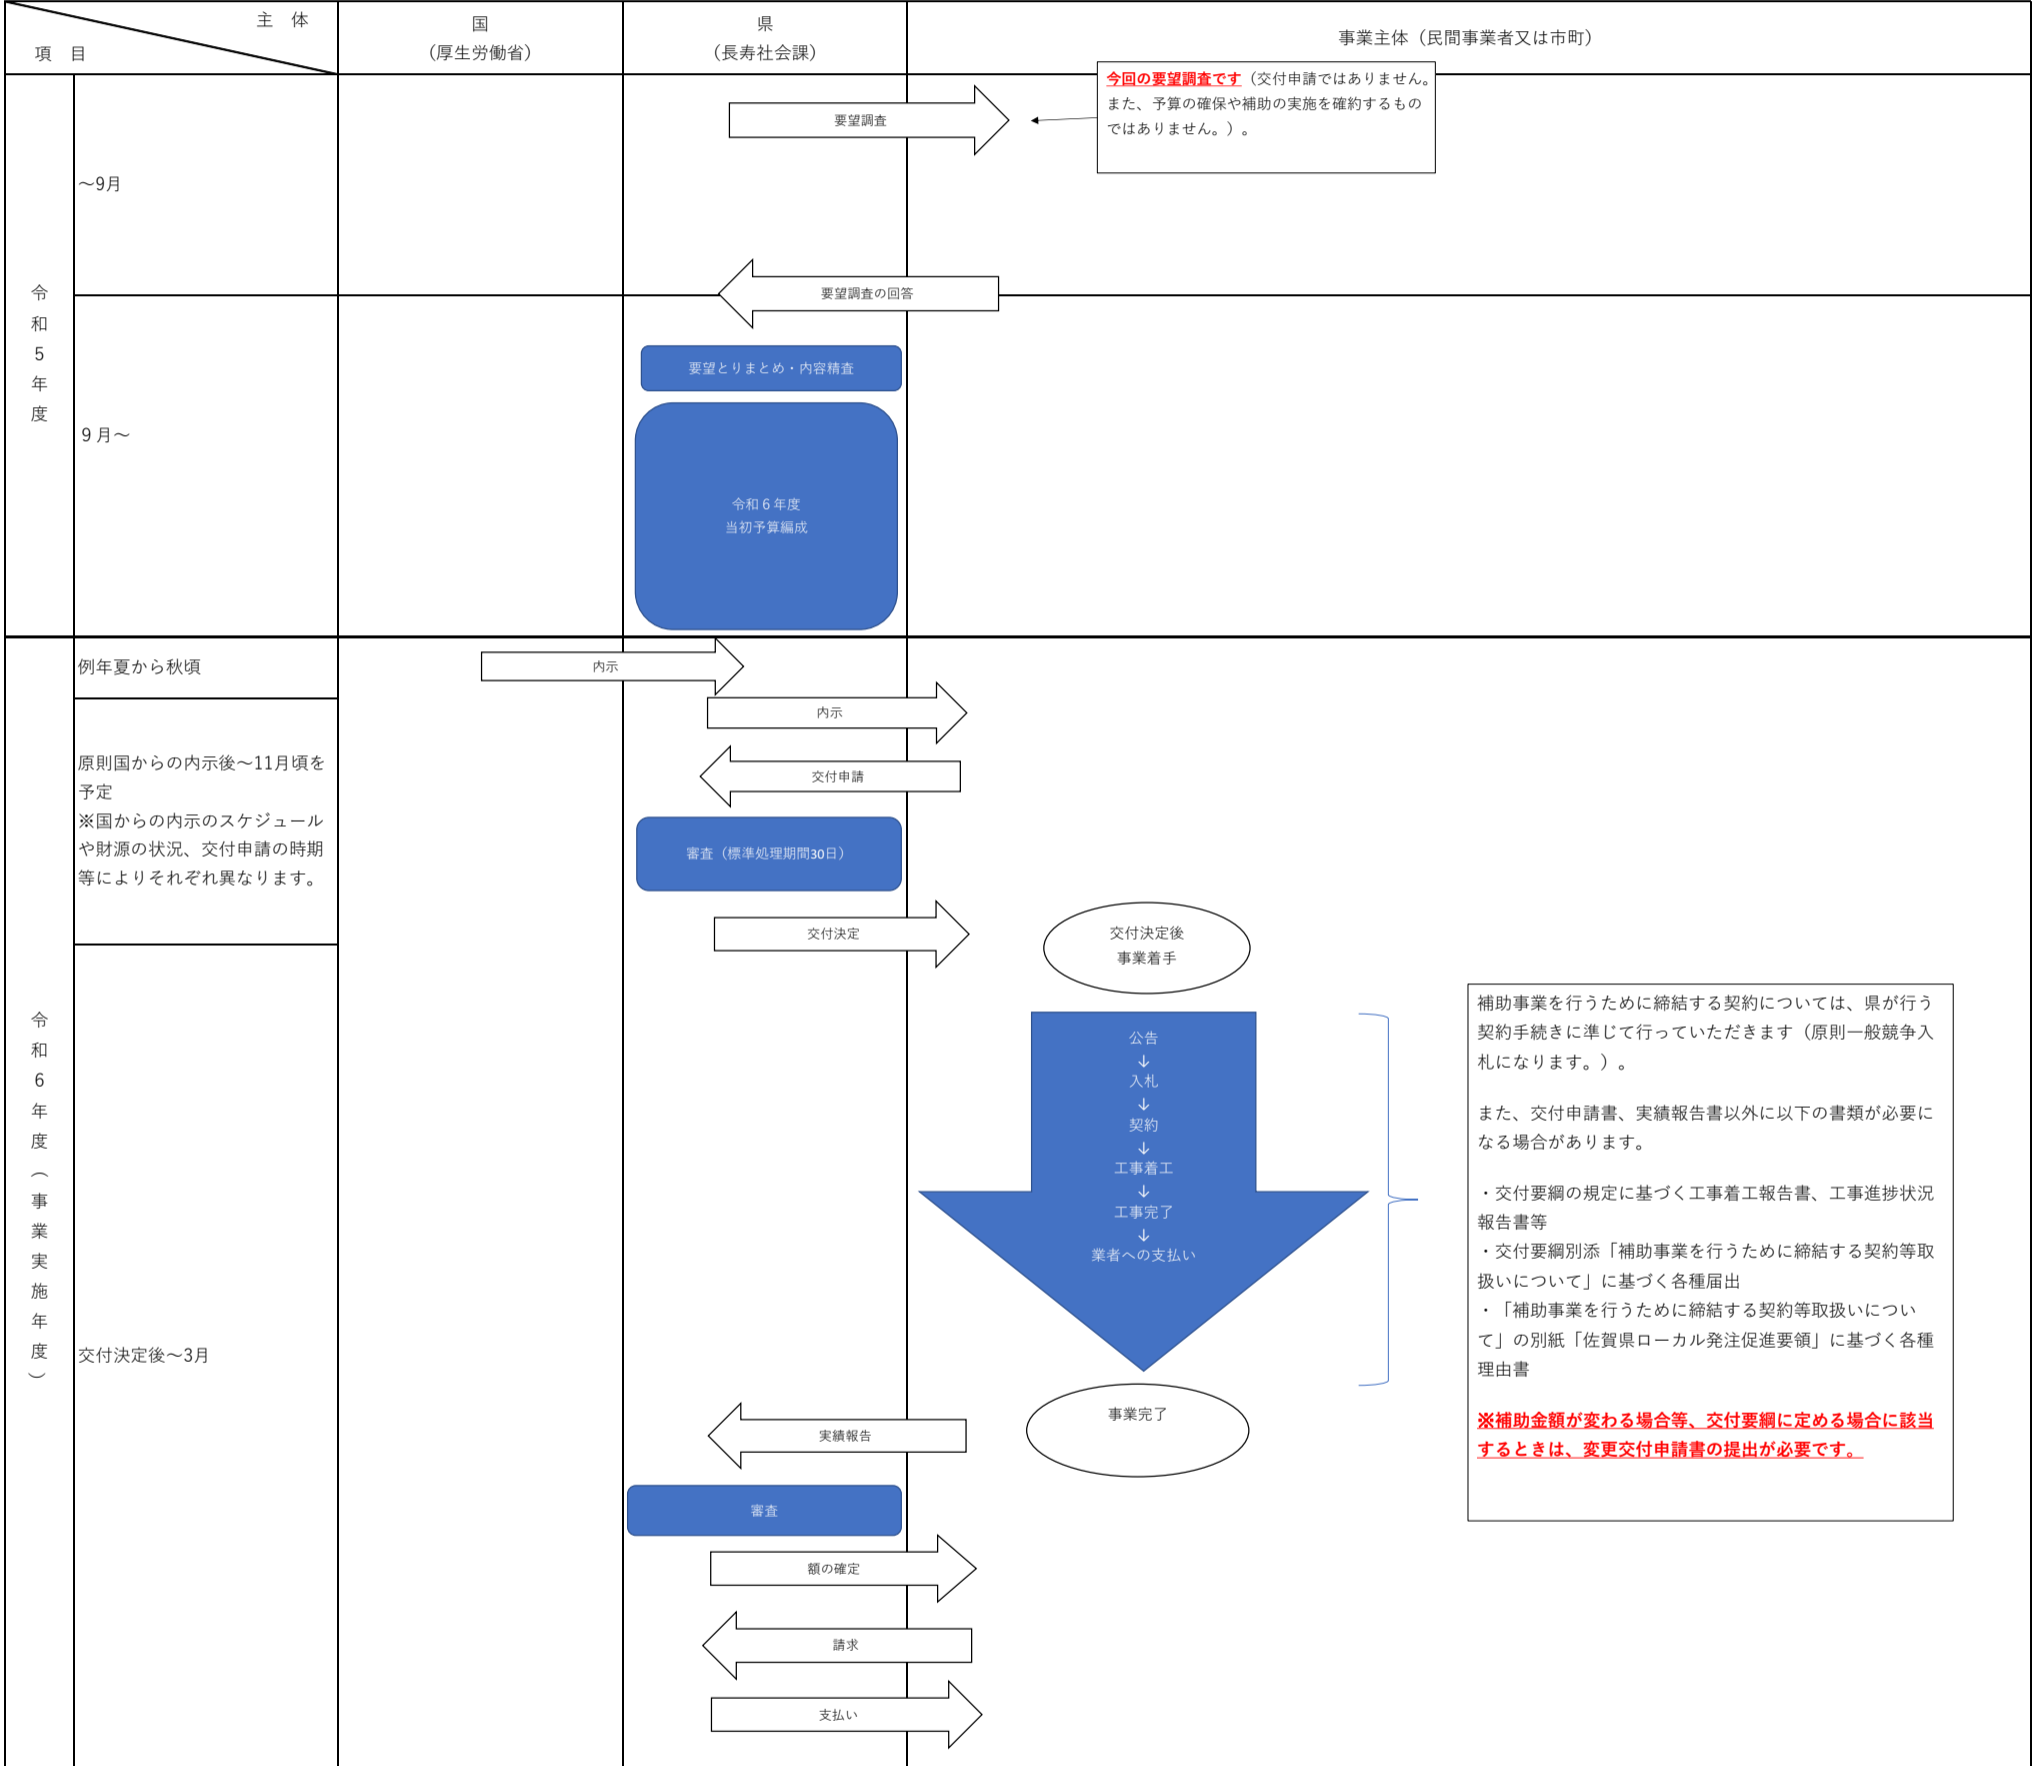 主　体
項　目
国
（厚生労働省）
県
（長寿社会課）
事業主体（民間事業者又は市町）
今回の要望調査です（交付申請ではありません。
また、予算の確保や補助の実施を確約するもの
ではありません。）。
要望調査
～9月
令和5年度
要望調査の回答
要望とりまとめ・内容精査
９月～
令和６年度
当初予算編成
例年夏から秋頃
内示
内示
原則国からの内示後～11月頃を
予定
※国からの内示のスケジュール
や財源の状況、交付申請の時期
等によりそれぞれ異なります。
交付申請
審査（標準処理期間30日）
交付決定
交付決定後
事業着手
令和6年度（事業実施年度）
交付決定後～3月
公告
↓
入札
↓
契約
↓
工事着工
↓
工事完了
↓
業者への支払い
補助事業を行うために締結する契約については、県が行う
契約手続きに準じて行っていただきます（原則一般競争入
札になります。）。
また、交付申請書、実績報告書以外に以下の書類が必要に
なる場合があります。
・交付要綱の規定に基づく工事着工報告書、工事進捗状況
報告書等
・交付要綱別添「補助事業を行うために締結する契約等取
扱いについて」に基づく各種届出
・「補助事業を行うために締結する契約等取扱いについ
て」の別紙「佐賀県ローカル発注促進要領」に基づく各種
理由書
※補助金額が変わる場合等、交付要綱に定める場合に該当
するときは、変更交付申請書の提出が必要です。
事業完了
実績報告
審査
額の確定
請求
支払い